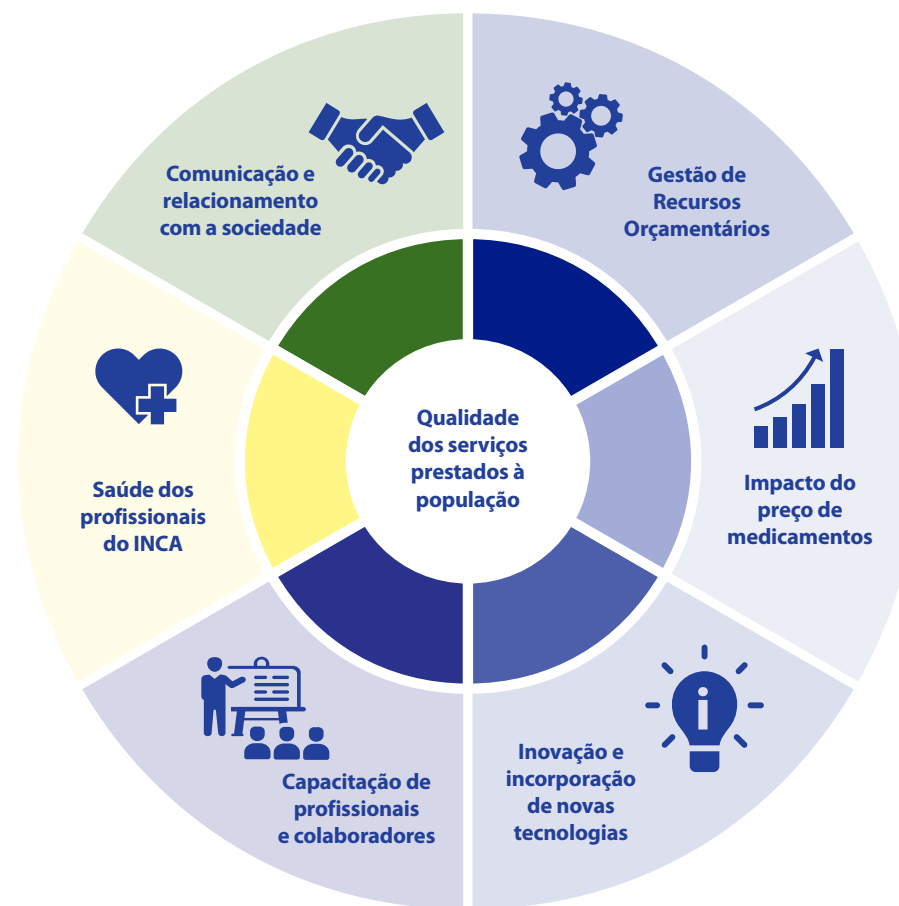 Comunicação e
relacionamento
com a sociedade
Gestão de
Recursos
Orçamentários
Impacto do
preço de
medicamentos
Inovação e
incorporação
de novas
tecnologias
Capacitação de
profissionais
e colaboradores
Saúde dos
profissionais
do INCA
Qualidade
dos serviços
prestados à
população